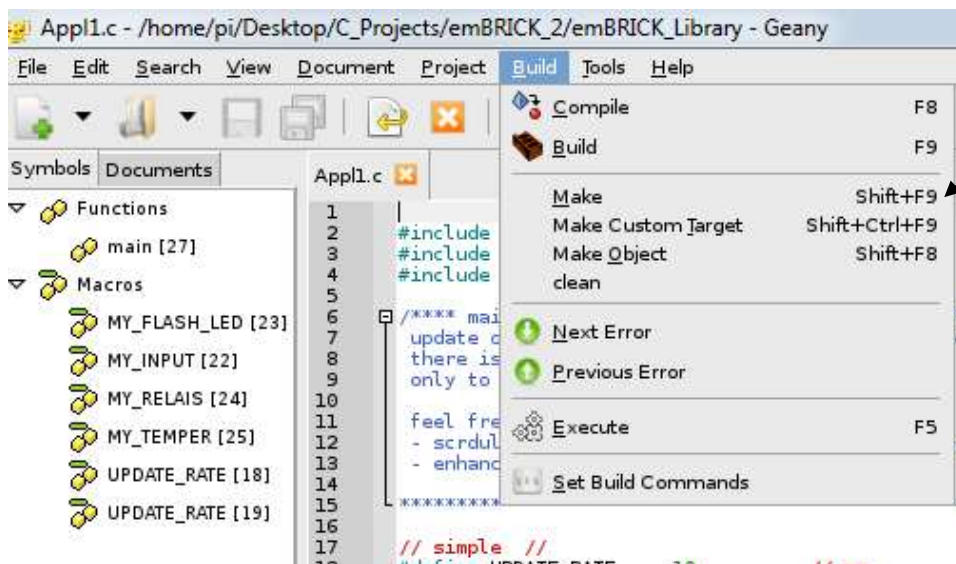 Appl1.c - /home/pi/Desktop/C_Projects/emBRICK_2/emBRICK_Library - Geany
File Edit Search View Document Project Build Tools Help
Compile F8
Build F9
Make Shift+F9
Make Custom Target Shift+Ctrl+F9
Make Object Shift+F8
clean
Next Error
Previous Error
Execute F5
Set Build Commands
Symbols Documents
Functions
main [27]
Macros
MY_FLASH_LED [23]
MY_INPUT [22]
MY_RELAIS [24]
MY_TEMPER [25]
UPDATE_RATE [18]
UPDATE_RATE [19]
Appl1.c
1
2 #include
3 #include
4 #include
5
6 /**** mai
7 update
8 there is
9 only to
10
11 feel fre
12 - scrdul
13 - enhanc
14
15 **********
16
17 // simple //